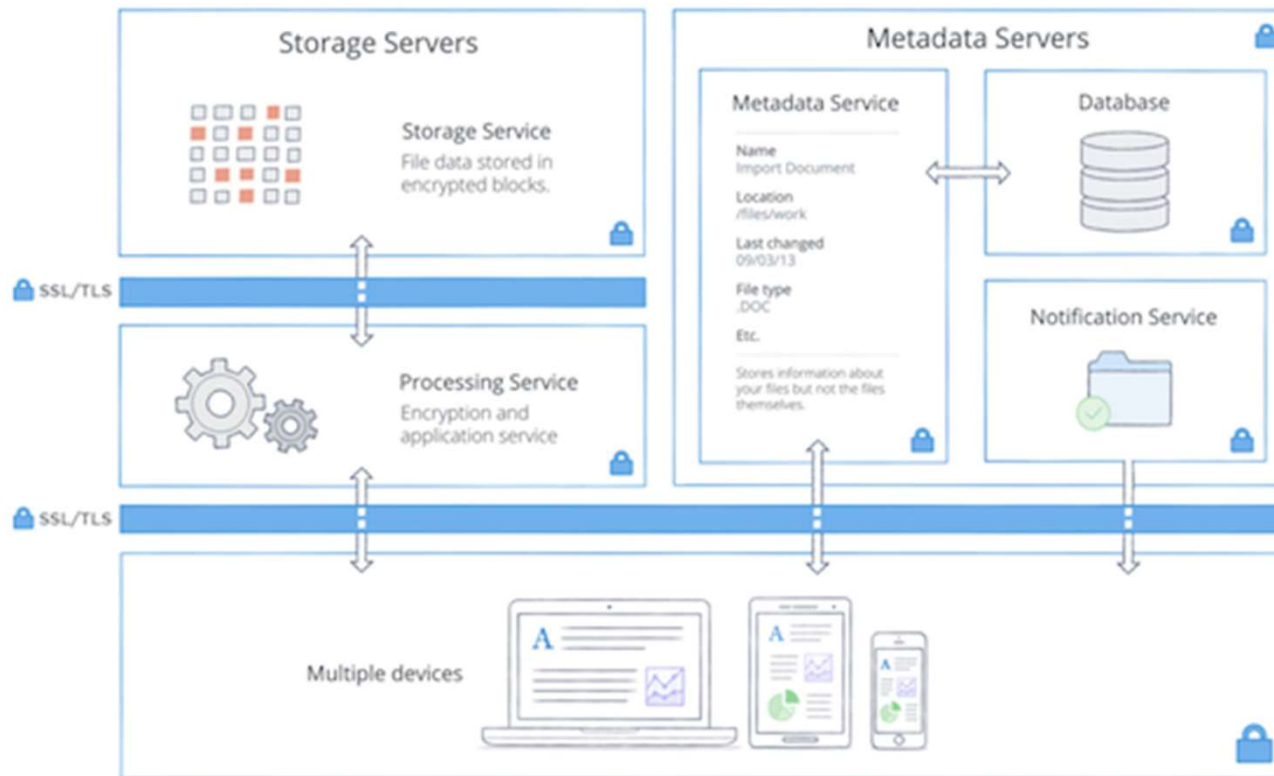 Storage Servers
Storage Service
File data stored in
encrypted blocks.
SSL/TLS
Processing Service
Encryption and
application service
Metadada Servers
Metadada Service
Name
Import Document
Location
/files/work
Last changed
09/03/13
File type
.DOC
Etc.
Stores information about
your files but not the files
themselves.
Database
Notification Service
SSL/TLS
Multiple devices
A
A
A